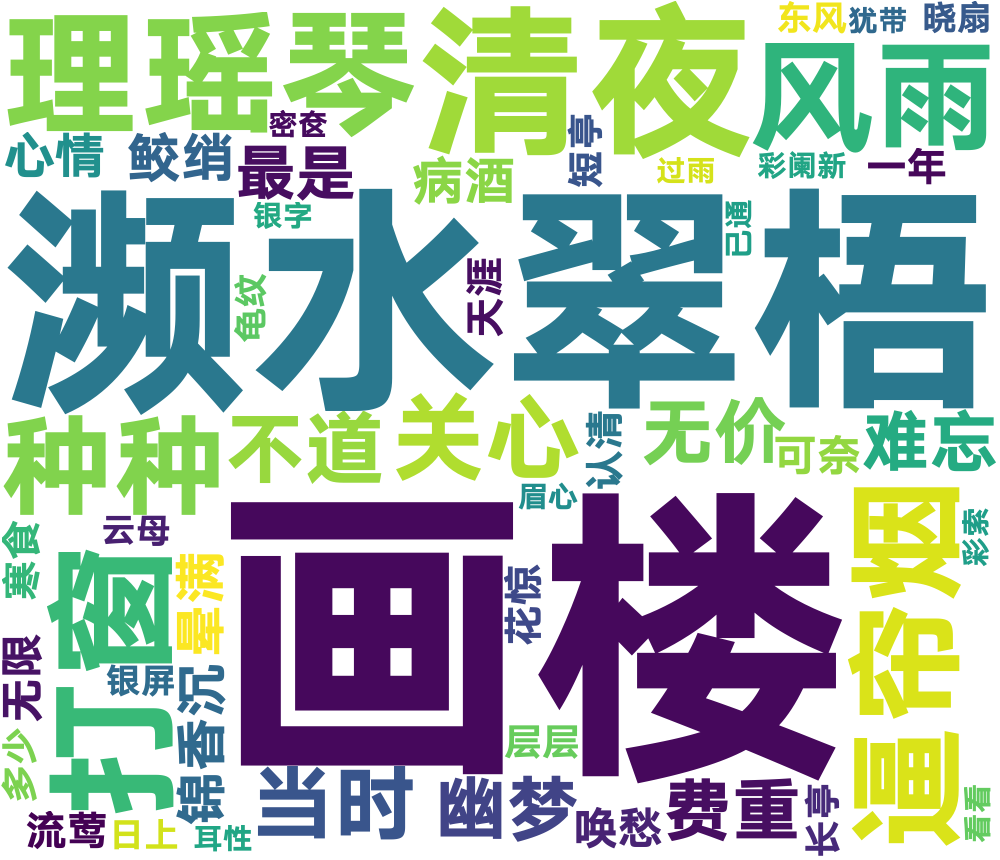 理瑶琴
清夜
东风
犹带
晓扇
风雨
密奁
心情
鲛绡
最是
短亭
病酒
过雨
彩阑新
一年
银字
已通
濒水翠梧
龟纹
天涯
种种
不道
关心
认清
无价
可奈
难忘
眉心
画楼
逼帘烟
彩索
寒食
云母
打窗
晕满
花惊
无限
银屏
香沉
层层
多少
锦
当时
幽梦
唤愁
费重
长亭
看看
流莺
日上
耳性